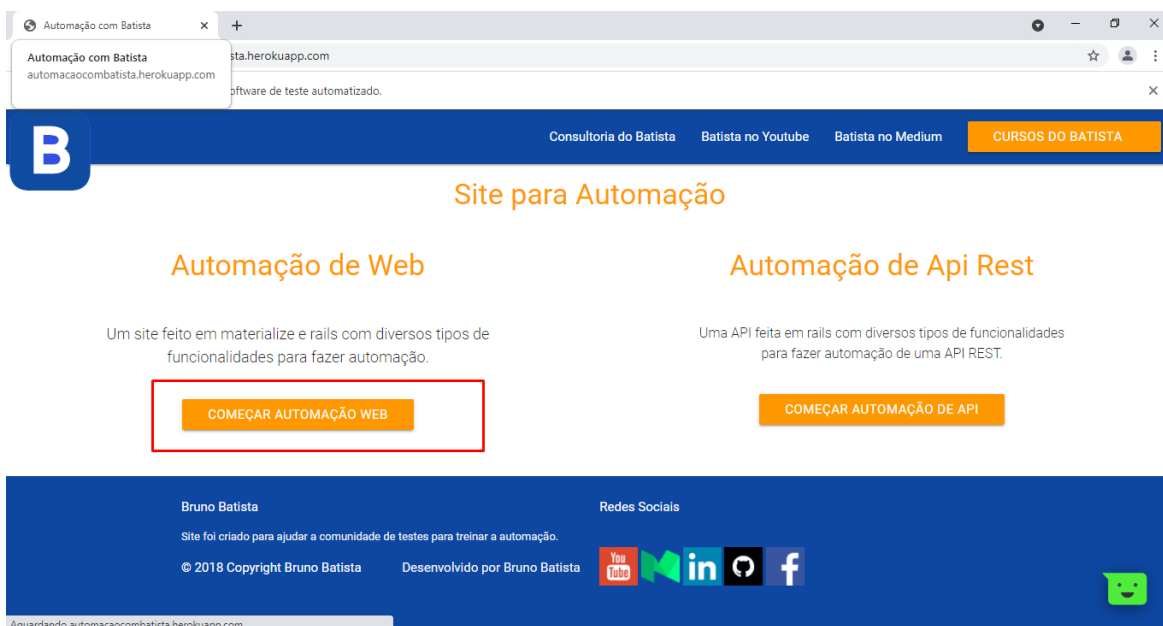 Automação com Batista
Automação com Batista
automacaocombatista.herokuapp.com
sta.herokuapp.com
oftware de teste automatizado.
B
Consultoria do Batista
Batista no Youtube
Batista no Medium
CURSOS DO BATISTA
Site para Automação
Automação de Web
Um site feito em materialize e rails com diversos tipos de
funcionalidades para fazer automação.
COMEÇAR AUTOMAÇÃO WEB
Automação de Api Rest
Uma API feita em rails com diversos tipos de funcionalidades
para fazer automação de uma API REST.
COMEÇAR AUTOMAÇÃO DE API
Bruno Batista
Site foi criado para ajudar a comunidade de testes para treinar a automação.
© 2018 Copyright Bruno Batista
Desenvolvido por Bruno Batista
Redes Sociais
You
Tube
in
f
Aguardando automacaocombatista.herokuapp.com